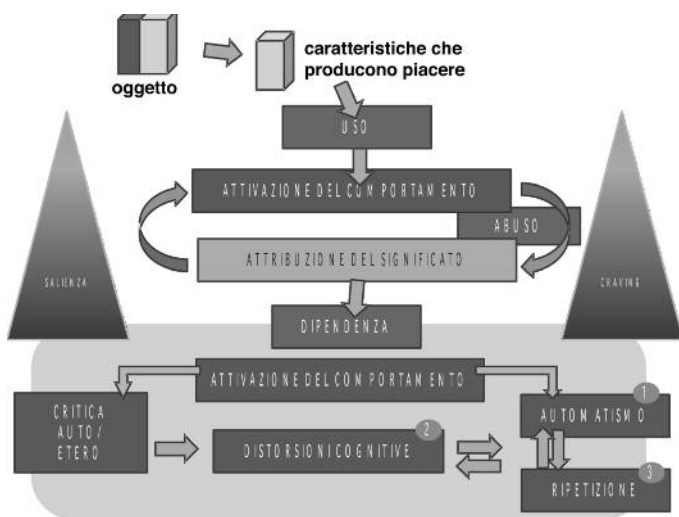 caratteristiche che
producono piacere
oggetto
USO
ATTIVAZIONE DEL COMPORTAMENTO
ABUSO
ATTRIBUZIONE DEL SIGNIFICATO
SALIENZA
CRAVING
DIPENDENZA
ATTIVAZIONE DEL COMPORTAMENTO
1
CRITICA
AUTO/
ETERO
AUTOMATISMO
2
DISTORSIONI COGNITIVE
3
RIPETIZIONE